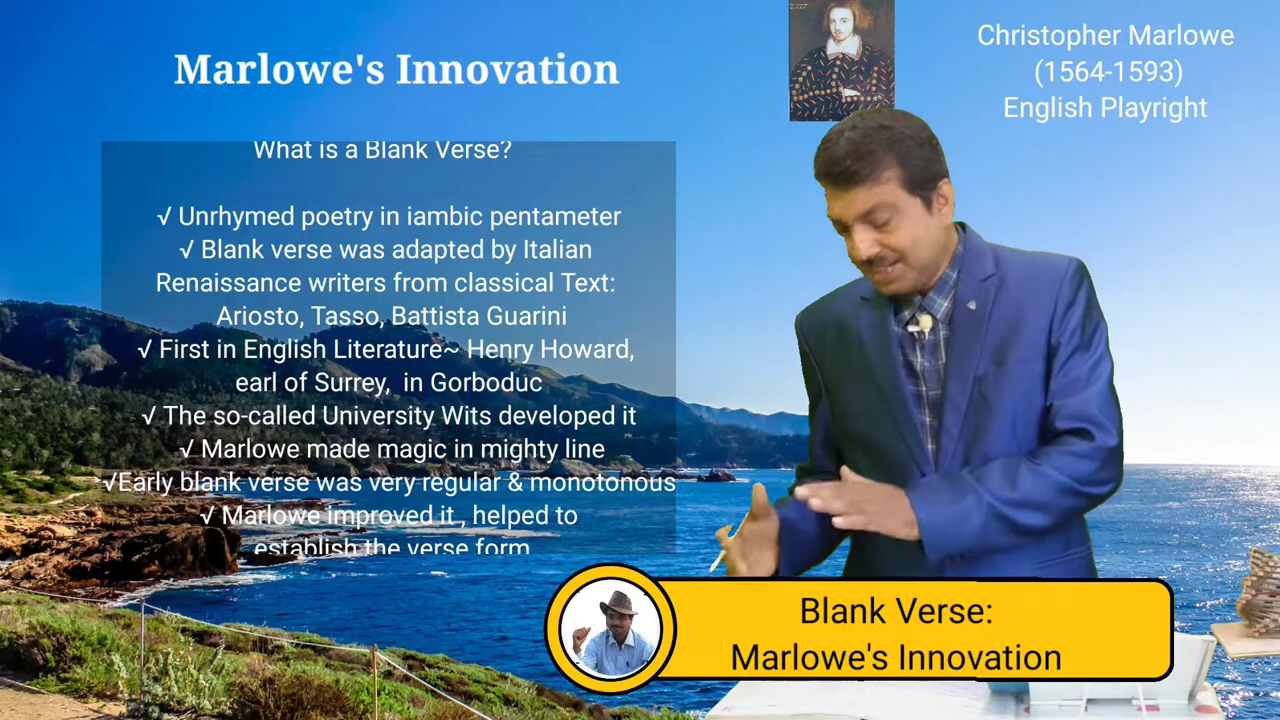 Marlowe's Innovation
Christopher Marlowe
(1564-1593)
English Playright
What is a Blank Verse?
√ Unrhymed poetry in iambic pentameter
√ Blank verse was adapted by Italian
Renaissance writers from classical Text:
Ariosto, Tasso, Battista Guarini
√ First in English Literature~ Henry Howard,
earl of Surrey, in Gorboduc
√ The so-called University Wits developed it
√ Marlowe made magic in mighty line
√Early blank verse was very regular & monotonous
√ Marlowe improved it , helped to
establish the verse form
Blank Verse:
Marlowe's Innovation